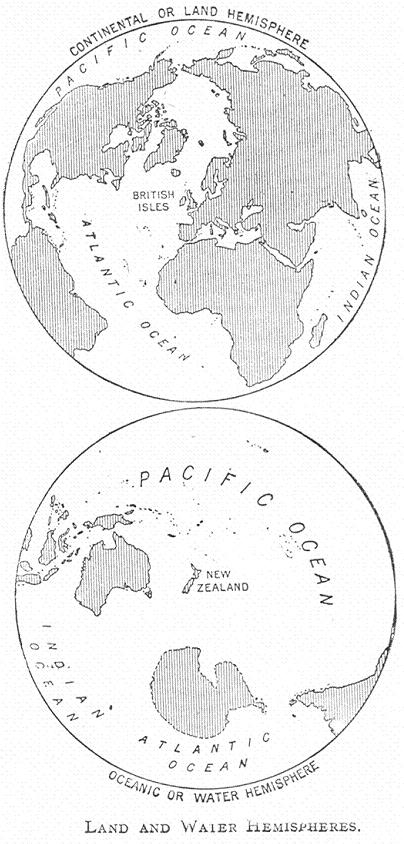 CONTINENTAL OR LAND HEMISPHERE
PACIFIC OCEAN
BRITISH
ISLES
ATLANTIC OCEAN
INDIAN OCEAN
PACIFIC OCEAN
NEW
ZEALAND
INDIAN
OCEAN
ATLANTIC
OCEAN
OCEANIC OR WATER HEMISPHERE
LAND AND WATER HEMISPHERES.